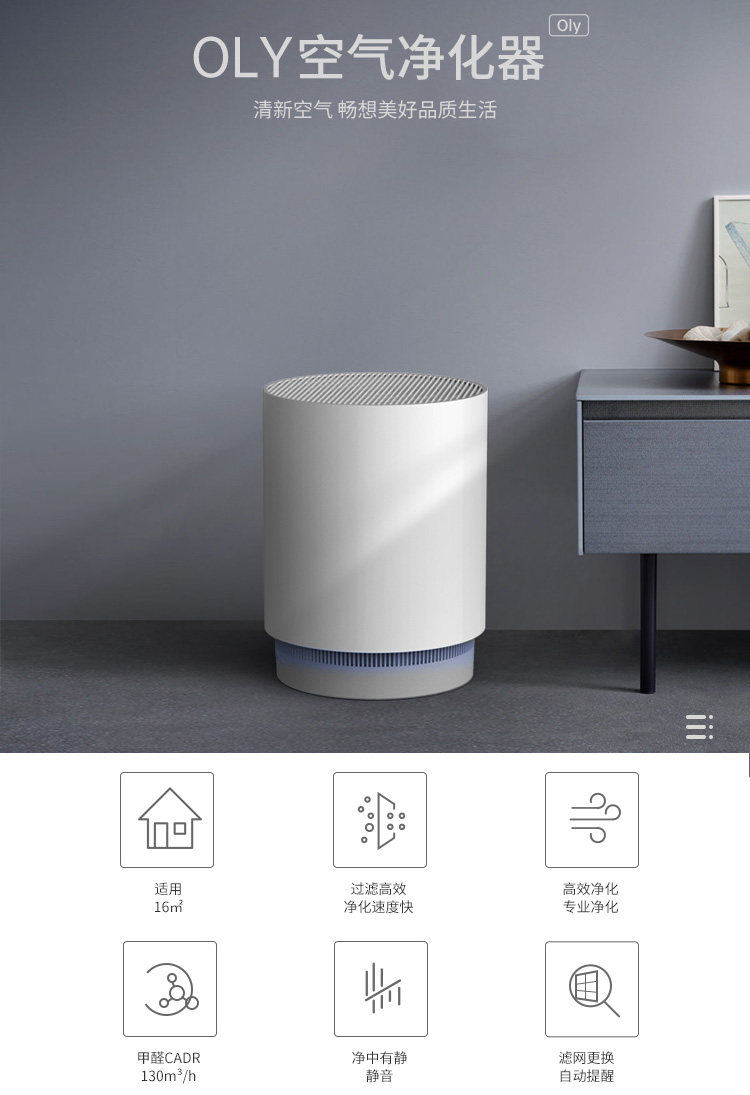 OLY空气净化器
Oly
清新空气 畅想美好品质生活
适用
16㎡
过滤高效
净化速度快
高效净化
专业净化
甲醛CADR
130m³/h
净中有静
静音
滤网更换
自动提醒